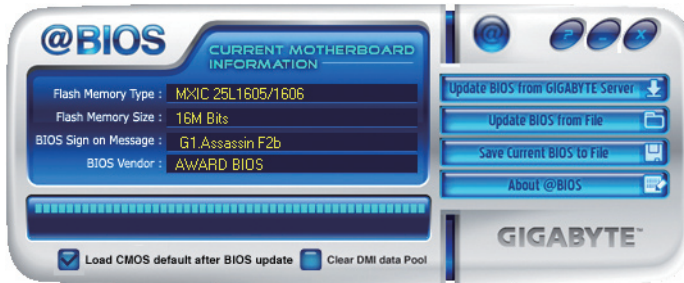 @BIOS
CURRENT MOTHERBOARD
INFORMATION
Flash Memory Type : MXIC 25L1605/1606
Flash Memory Size : 16M Bits
BIOS Sign on Message : G1.Assassin F2b
BIOS Vendor : AWARD BIOS
Load CMOS default after BIOS update
Clear DMI data Pool
@ ? _ X
Update BIOS from GIGABYTE Server
Update BIOS from File
Save Current BIOS to File
About @BIOS
GIGABYTE™